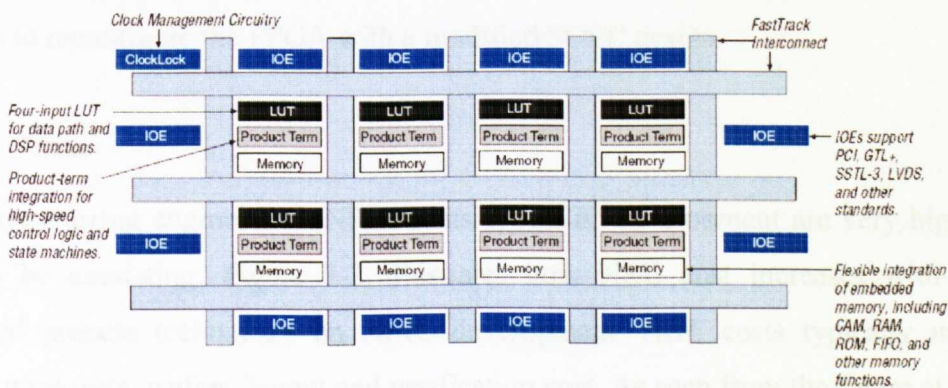 Clock Management Circuitry
FastTrack
Interconnect
ClockLock IOE IOE IOE IOE
Four-input LUT
for data path and
DSP functions.
LUT LUT LUT LUT
IOE Product Term Product Term Product Term Product Term IOE
Memory Memory Memory Memory
IOEs support
PCI, GTL+,
SSTL-3, LVDS,
and other
standards.
Product-term
integration for
high-speed
control logic and
state machines.
LUT LUT LUT LUT
IOE Product Term Product Term Product Term Product Term IOE
Memory Memory Memory Memory
IOE IOE IOE IOE
Flexible integration
of embedded
memory, including
CAM, RAM,
ROM, FIFO, and
other memory
functions.